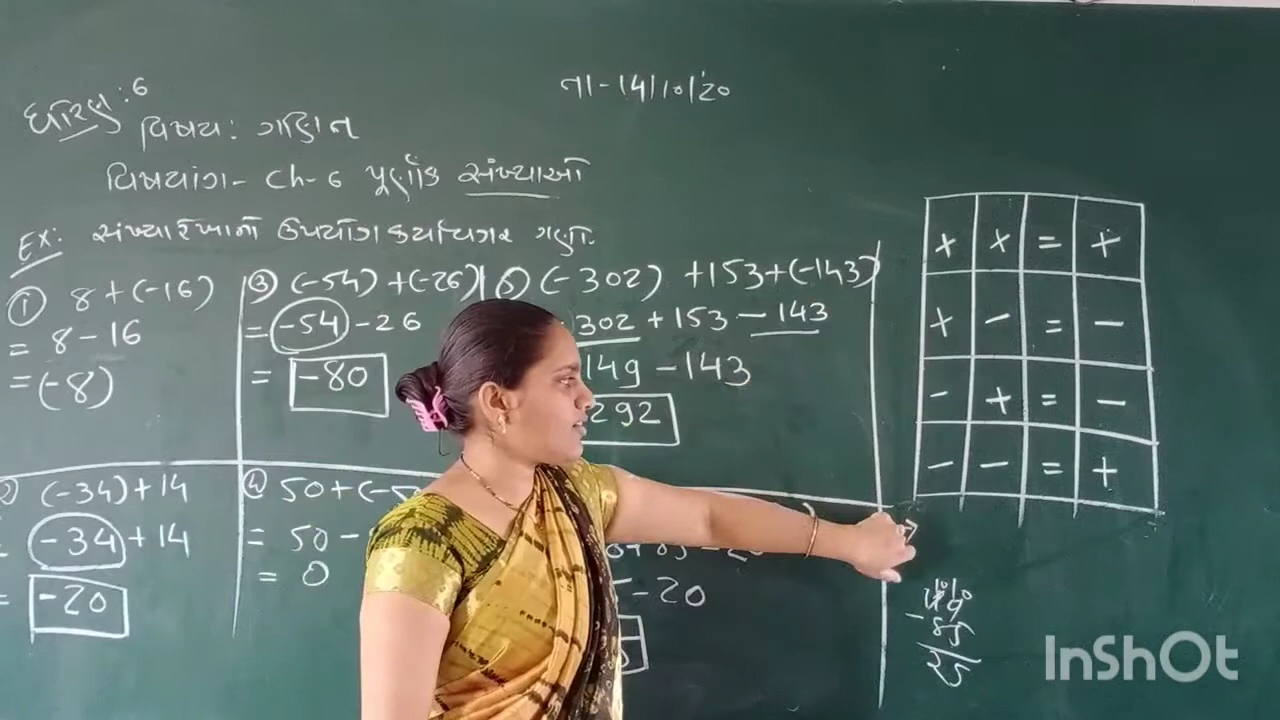 તા-14/10/20
ધોરણ:6
વિષય: ગણિત
વિષયાંગ- Ch-6 પૂર્ણાંક સંખ્યાઓ
Ex: સંખ્યારેખાનો ઉપયોગ કર્યા વગર ગણો.
① 8+(-16)
= 8-16
=(-8)
② (-34)+14
= -34+14
= -20
③ (-54)+(-26)
= -54-26
= -80
④ 50+(-5
= 50-
= 0
(-302) +153+(-143)
302+153-143
149-143
292
-20
+ + = +
+ - = -
- + = -
- - = +
InShOt